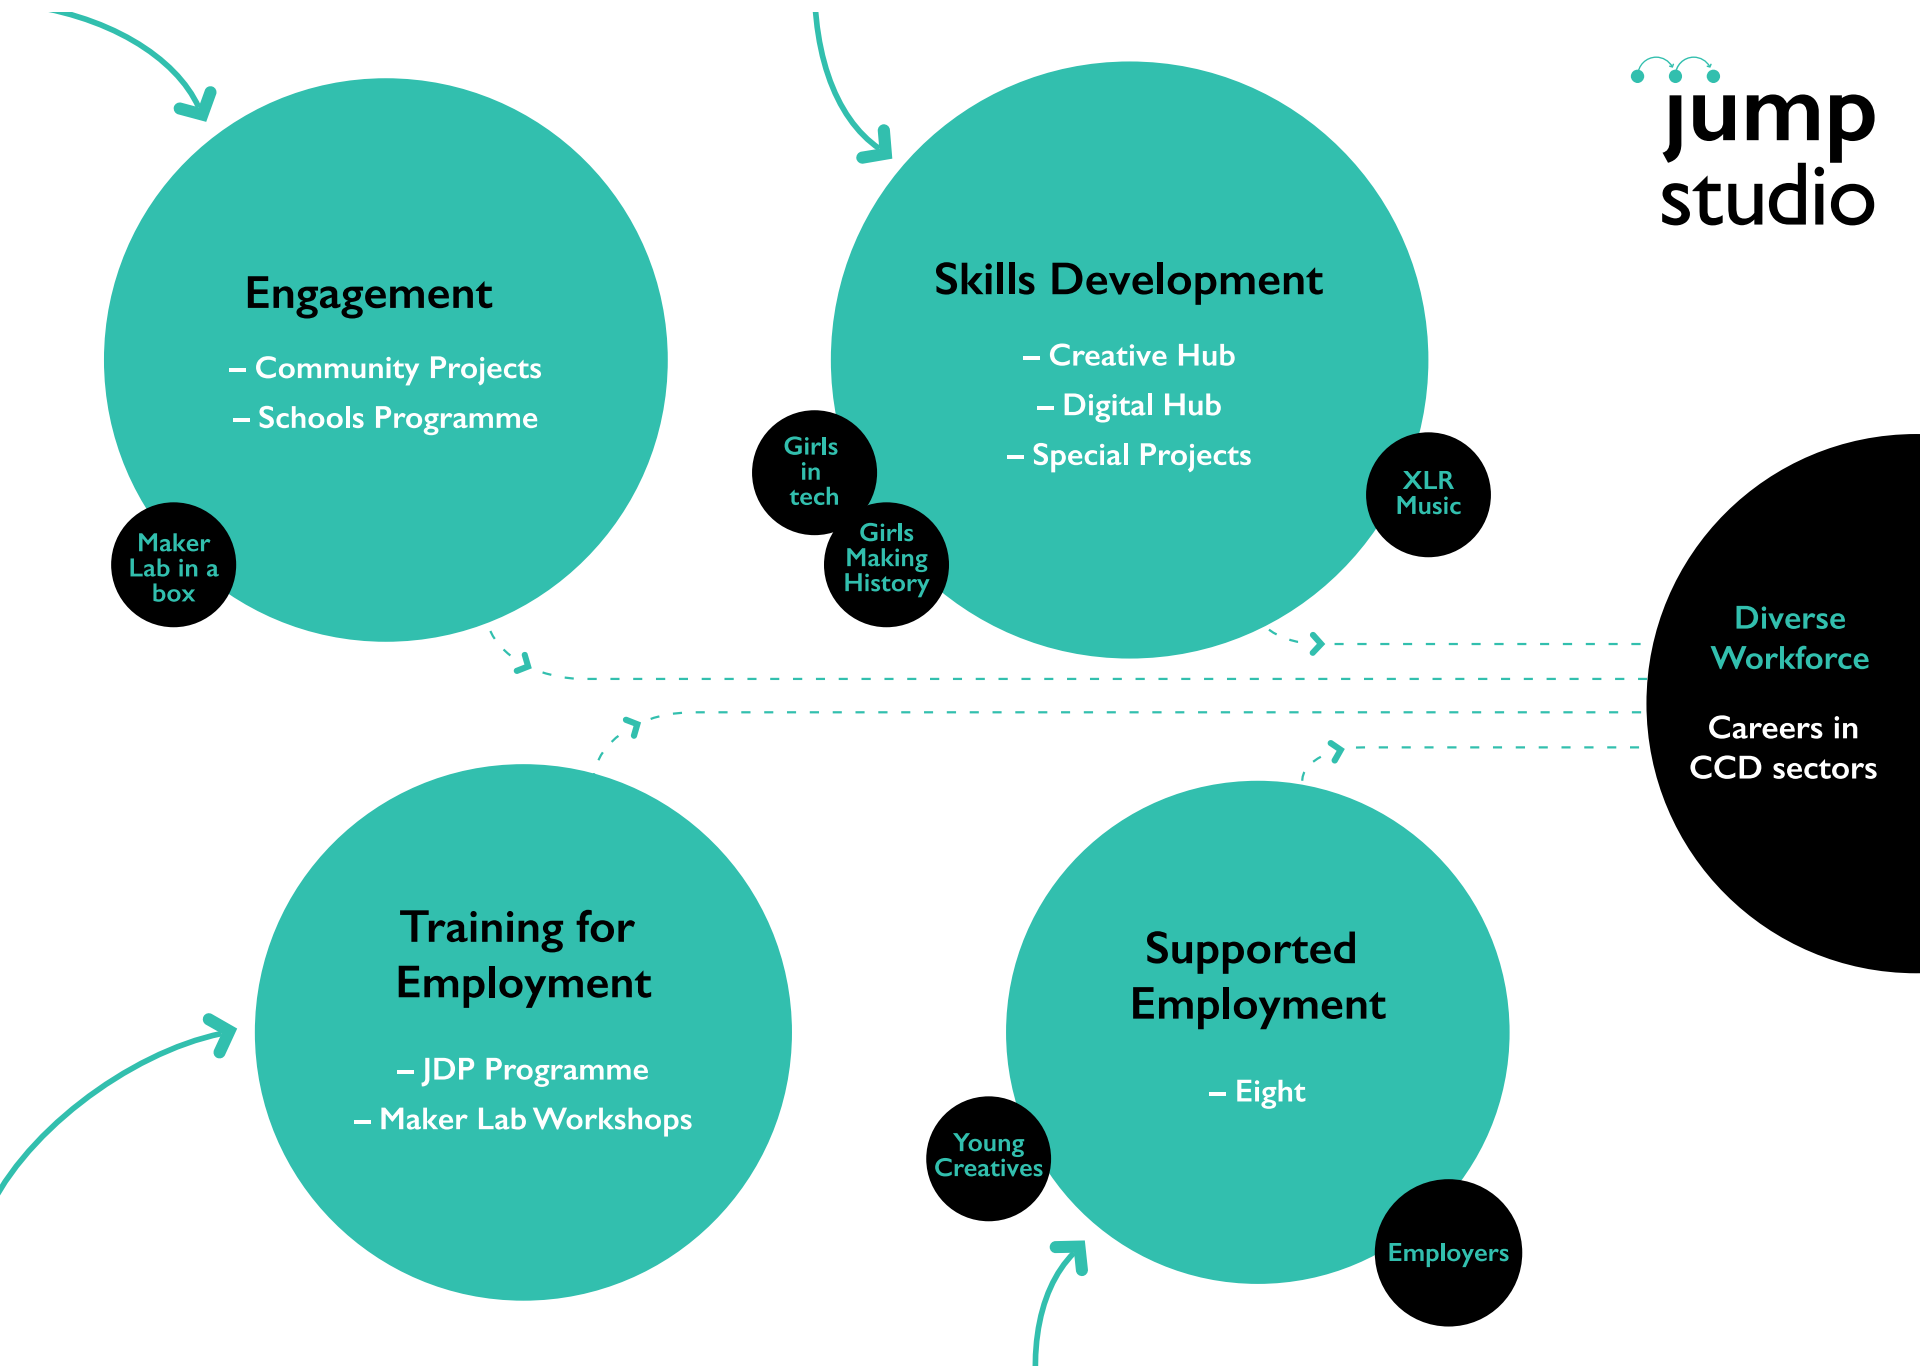 jump
studio
Engagement
– Community Projects
– Schools Programme
Maker
Lab in a
box
Skills Development
– Creative Hub
– Digital Hub
– Special Projects
Girls
in
tech
Girls
Making
History
XLR
Music
Diverse
Workforce
Careers in
CCD sectors
Training for
Employment
– JDP Programme
– Maker Lab Workshops
Supported
Employment
– Eight
Young
Creatives
Employers